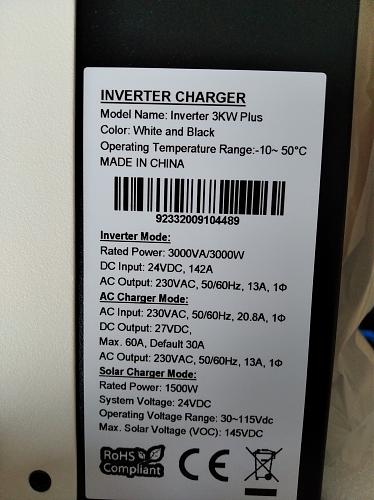 INVERTER CHARGER
Model Name: Inverter 3KW Plus
Color: White and Black
Operating Temperature Range:-10~ 50°C
MADE IN CHINA
92332009104489
Inverter Mode:
Rated Power: 3000VA/3000W
DC Input: 24VDC, 142A
AC Output: 230VAC, 50/60Hz, 13A, 1Φ
AC Charger Mode:
AC Input: 230VAC, 50/60Hz, 20.8A, 1Φ
DC Output: 27VDC,
Max. 60A, Default 30A
AC Output: 230VAC, 50/60Hz, 13A, 1Φ
Solar Charger Mode:
Rated Power: 1500W
System Voltage: 24VDC
Operating Voltage Range: 30~115Vdc
Max. Solar Voltage (VOC): 145VDC
RoHS
Compliant
CE